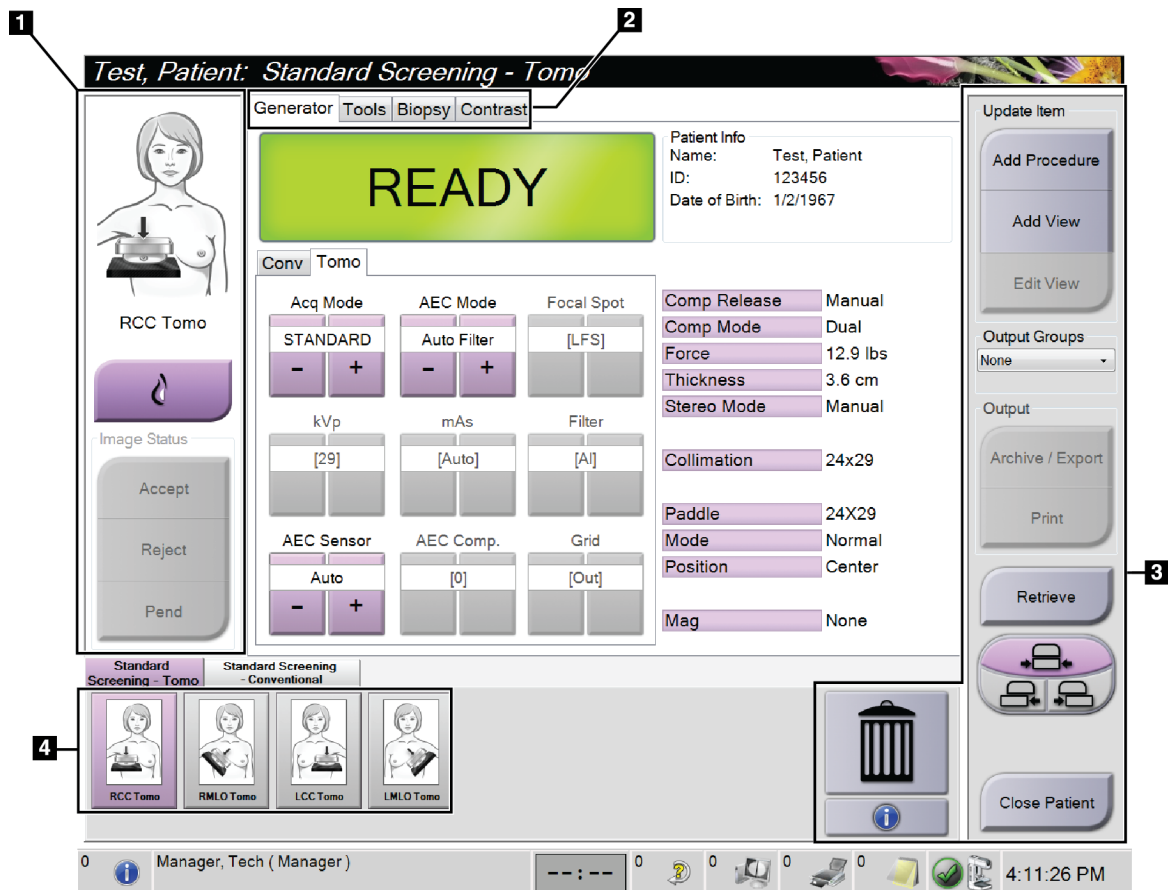 1
2
Test, Patient: Standard Screening - Tomo
Generator Tools Biopsy Contrast
READY
Patient Info
Name: Test, Patient
ID: 123456
Date of Birth: 1/2/1967
Update Item
Add Procedure
Add View
Edit View
Output Groups
None
Output
Archive / Export
Print
3
Retrieve
Close Patient
RCC Tomo
Image Status
Accept
Reject
Pend
Conv Tomo
Acq Mode AEC Mode Focal Spot
STANDARD Auto Filter [LFS]
- + - +
kVp mAs Filter
[29] [Auto] [Al]
AEC Sensor AEC Comp. Grid
Auto [0] [Out]
- +
Comp Release Manual
Comp Mode Dual
Force 12.9 lbs
Thickness 3.6 cm
Stereo Mode Manual
Collimation 24x29
Paddle 24X29
Mode Normal
Position Center
Mag None
Standard
Screening - Tomo
Standard Screening
- Conventional
4
RCC Tomo RMLO Tomo LCC Tomo LMLO Tomo
0 Manager, Tech ( Manager ) --:-- 0 0 0 0 4:11:26 PM